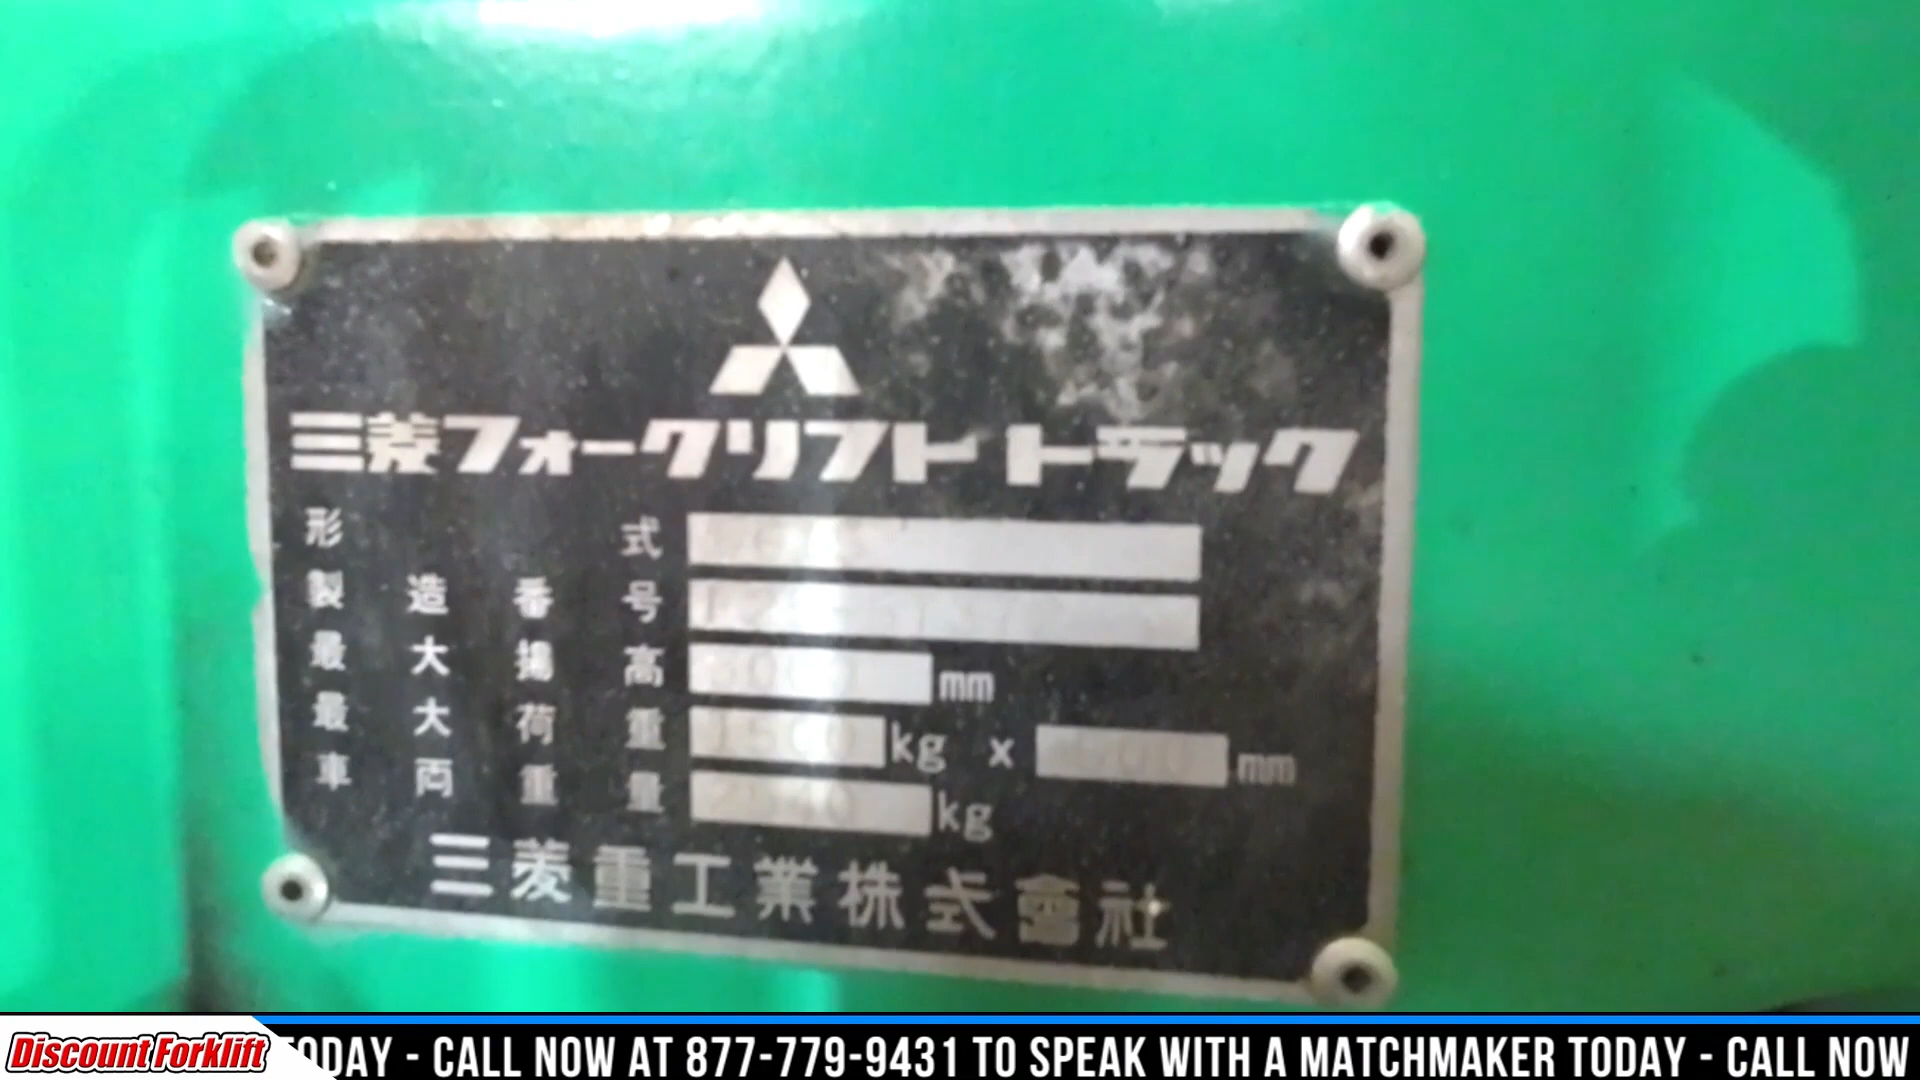 三菱フォークリフト トラック
形 式
製 造 番 号
最 大 揚 高 mm
最 大 荷 重 kg x mm
車 両 重 量 kg
三菱重工業株式會社
Discount Forklift
TODAY - CALL NOW AT 877-779-9431 TO SPEAK WITH A MATCHMAKER TODAY - CALL NOW